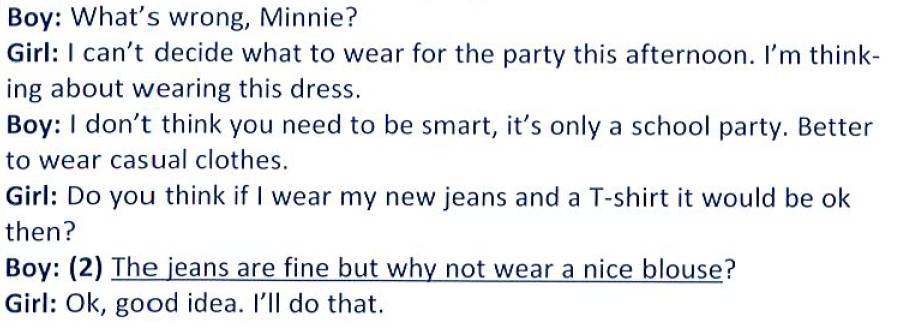 Boy: What's wrong, Minnie?
Girl: I can't decide what to wear for the party this afternoon. I'm think-
ing about wearing this dress.
Boy: I don't think you need to be smart, it's only a school party. Better
to wear casual clothes.
Girl: Do you think if I wear my new jeans and a T-shirt it would be ok
then?
Boy: (2) The jeans are fine but why not wear a nice blouse?
Girl: Ok, good idea. I'll do that.